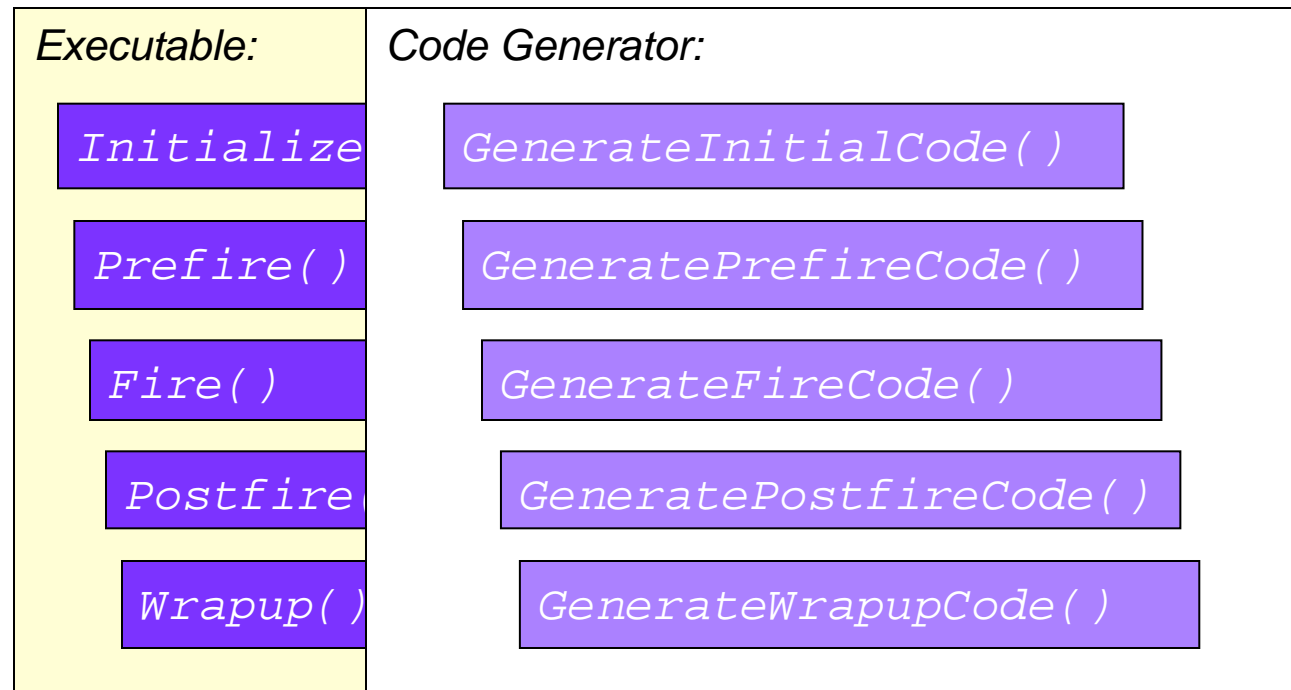 Executable:
Initialize
Prefire()
Fire()
Postfire(
Wrapup()
Code Generator:
GenerateInitialCode()
GeneratePrefireCode()
GenerateFireCode()
GeneratePostfireCode()
GenerateWrapupCode()